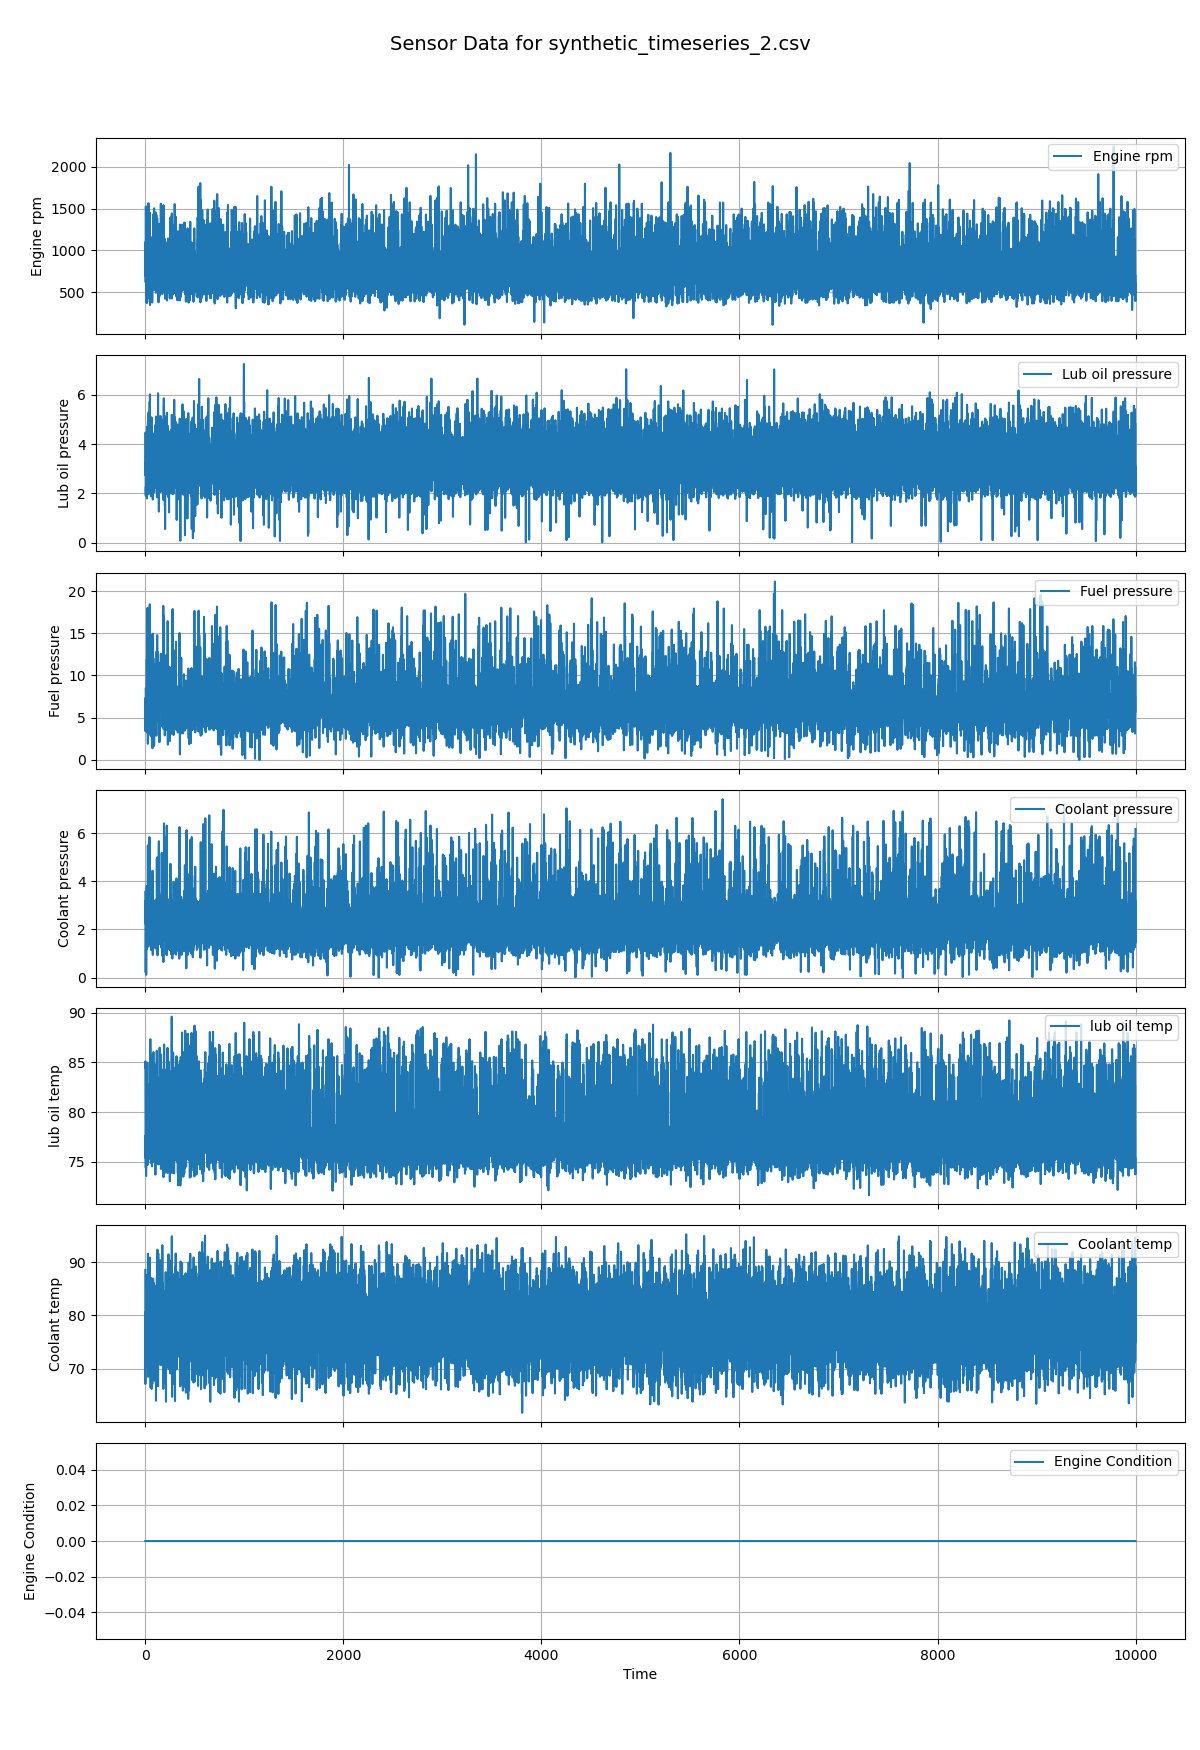 Sensor Data for synthetic_timeseries_2.csv
Engine rpm
2000
1500
1000
500
Engine rpm
Lub oil pressure
6
4
2
0
Lub oil pressure
Fuel pressure
20
15
10
5
0
Fuel pressure
Coolant pressure
6
4
2
0
Coolant pressure
lub oil temp
90
85
80
75
lub oil temp
Coolant temp
90
80
70
Coolant temp
Engine Condition
0.04
0.02
0.00
−0.02
−0.04
Engine Condition
0 2000 4000 6000 8000 10000
Time